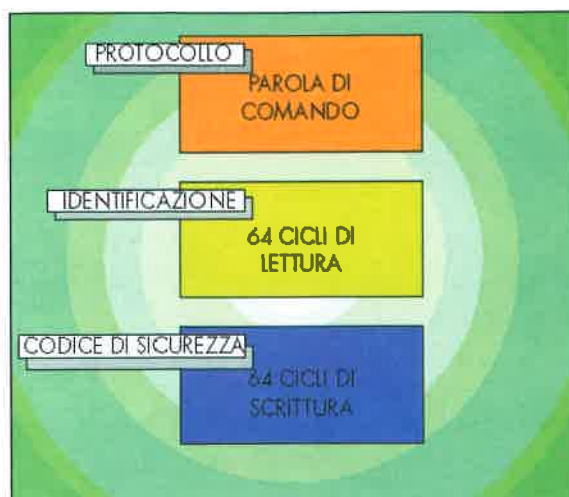 PROTOCOLLO
PAROLA DI
COMANDO
IDENTIFICAZIONE
64 CICLI DI
LETTURA
CODICE DI SICUREZZA
64 CICLI DI
SCRITTURA